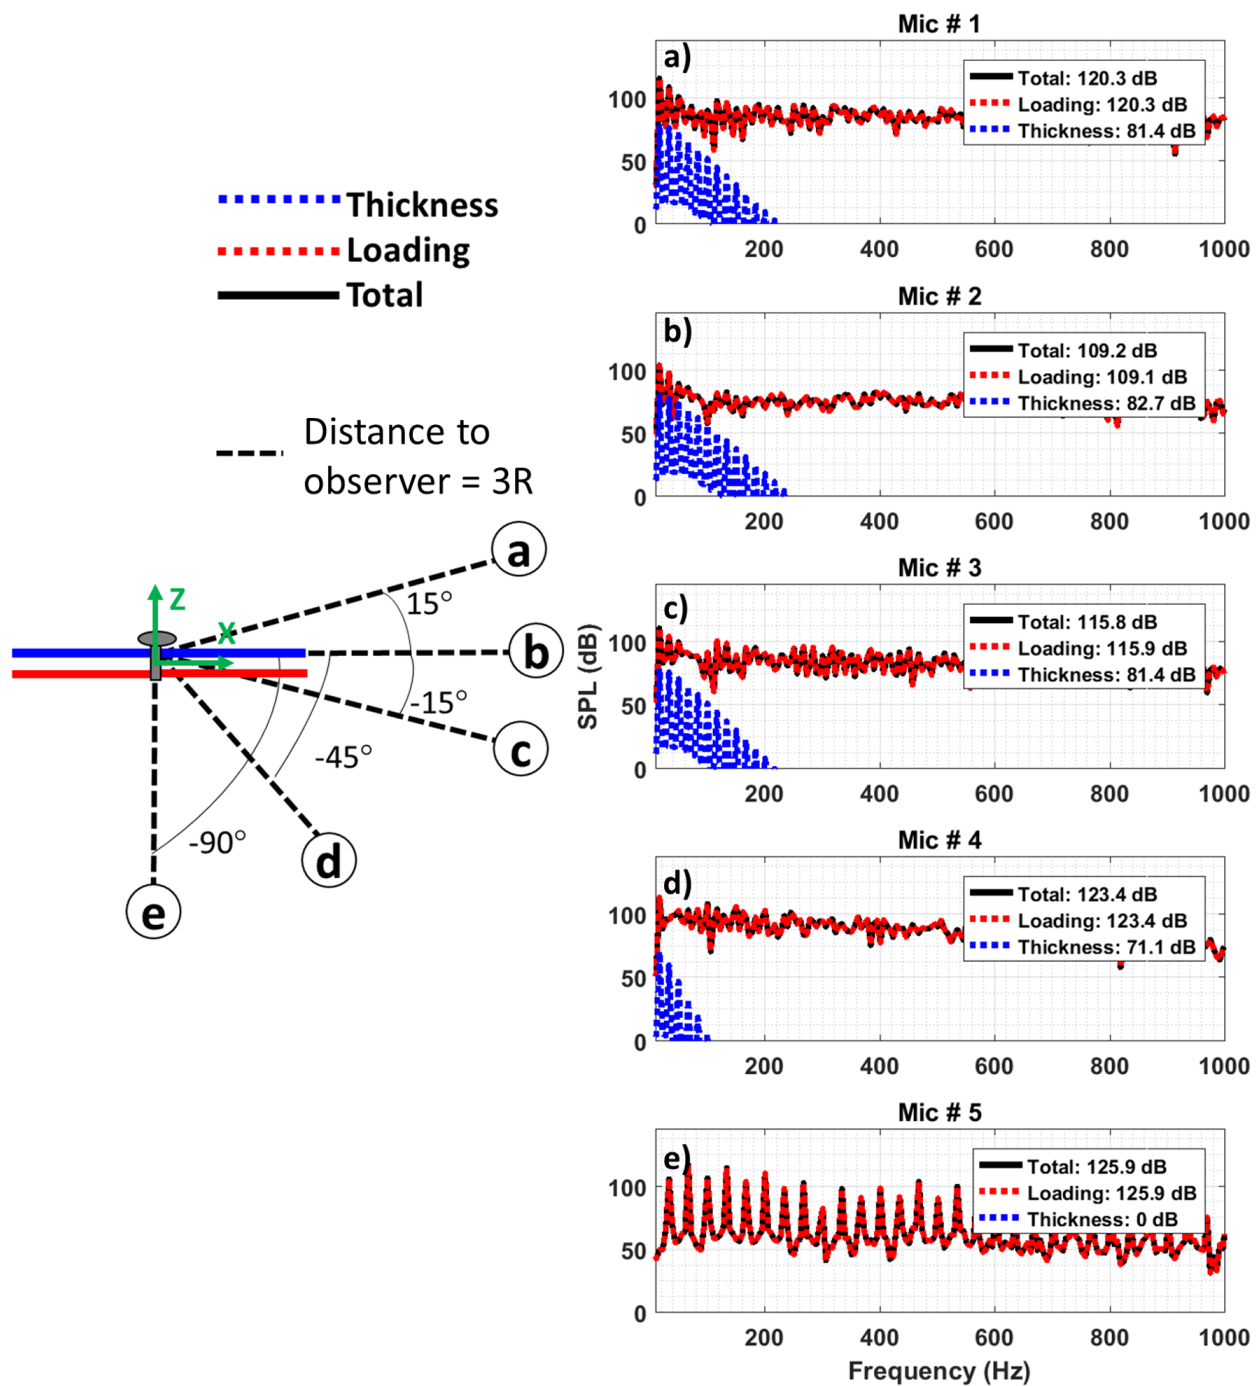 Thickness
Loading
Total
Distance to
observer = 3R
a
15°
Z
X
b
-15°
c
-45°
-90°
d
e
Mic # 1
a)
Total: 120.3 dB
Loading: 120.3 dB
Thickness: 81.4 dB
100
50
0
200 400 600 800 1000
Mic # 2
b)
Total: 109.2 dB
Loading: 109.1 dB
Thickness: 82.7 dB
100
50
0
200 400 600 800 1000
Mic # 3
c)
Total: 115.8 dB
Loading: 115.9 dB
Thickness: 81.4 dB
SPL (dB)
100
50
0
200 400 600 800 1000
Mic # 4
d)
Total: 123.4 dB
Loading: 123.4 dB
Thickness: 71.1 dB
100
50
0
200 400 600 800 1000
Mic # 5
e)
Total: 125.9 dB
Loading: 125.9 dB
Thickness: 0 dB
100
50
0
200 400 600 800 1000
Frequency (Hz)